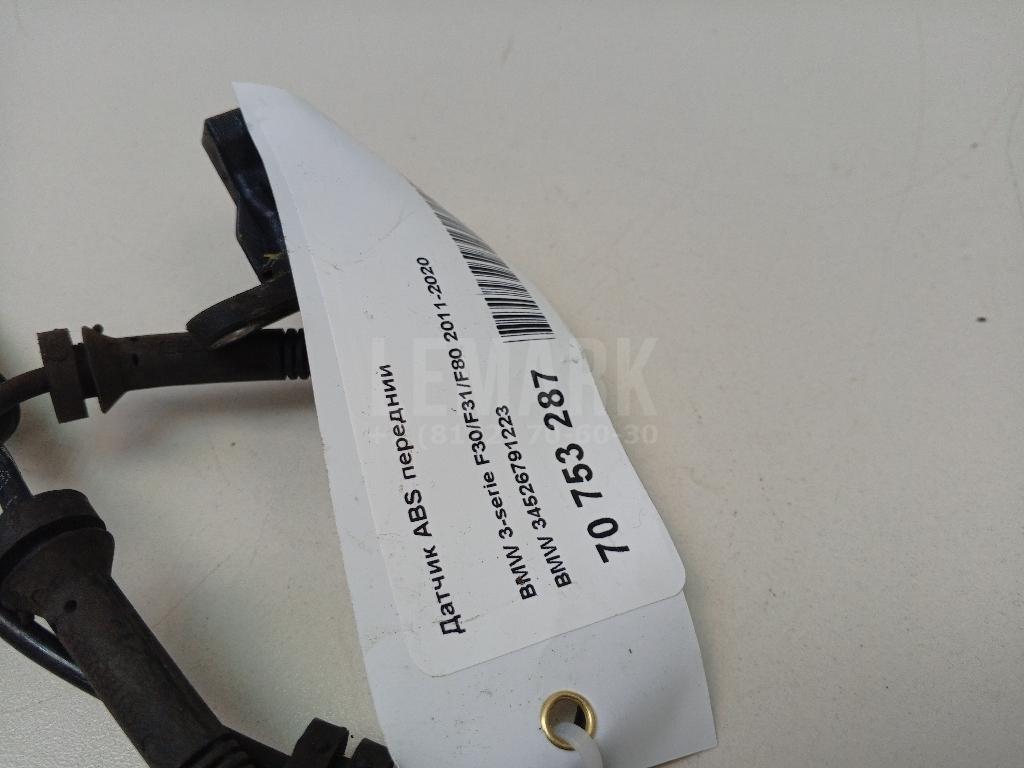 Датчик ABS передний
BMW 3-serie F30/F31/F80 2011-2020
BMW 34526791223
70 753 287
LEMARK